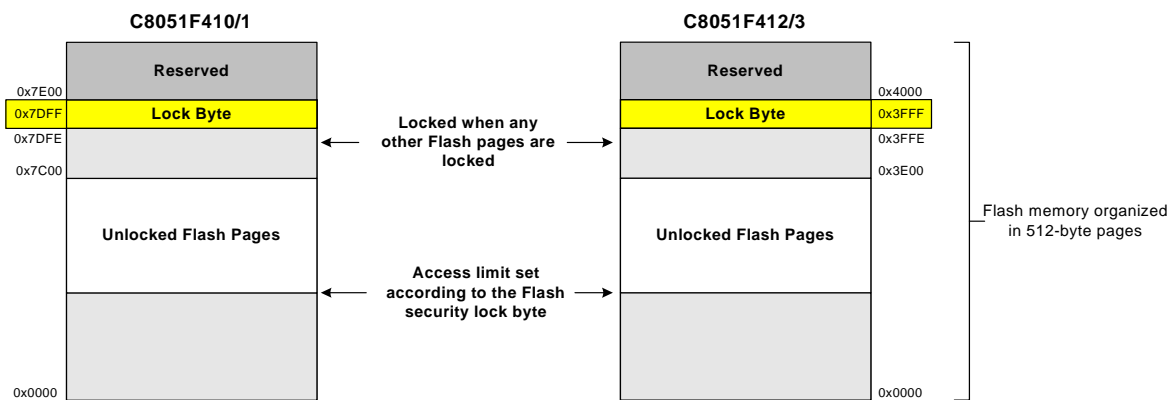 C8051F410/1
C8051F412/3
Reserved
Reserved
0x7E00
0x4000
0x7DFF
Lock Byte
Lock Byte
0x3FFF
0x7DFE
0x3FFE
Locked when any
other Flash pages are
locked
0x7C00
0x3E00
Unlocked Flash Pages
Unlocked Flash Pages
Flash memory organized
in 512-byte pages
Access limit set
according to the Flash
security lock byte
0x0000
0x0000